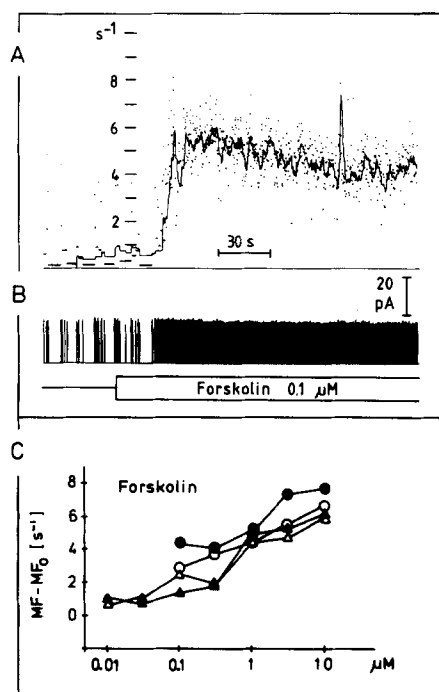 A
s⁻¹
8
6
4
2
30 s
B
20
pA
Forskolin 0.1 μM
C
Forskolin
MF-MF₀ [s⁻¹]
8
6
4
2
0
0.01
0.1
1
10
μM